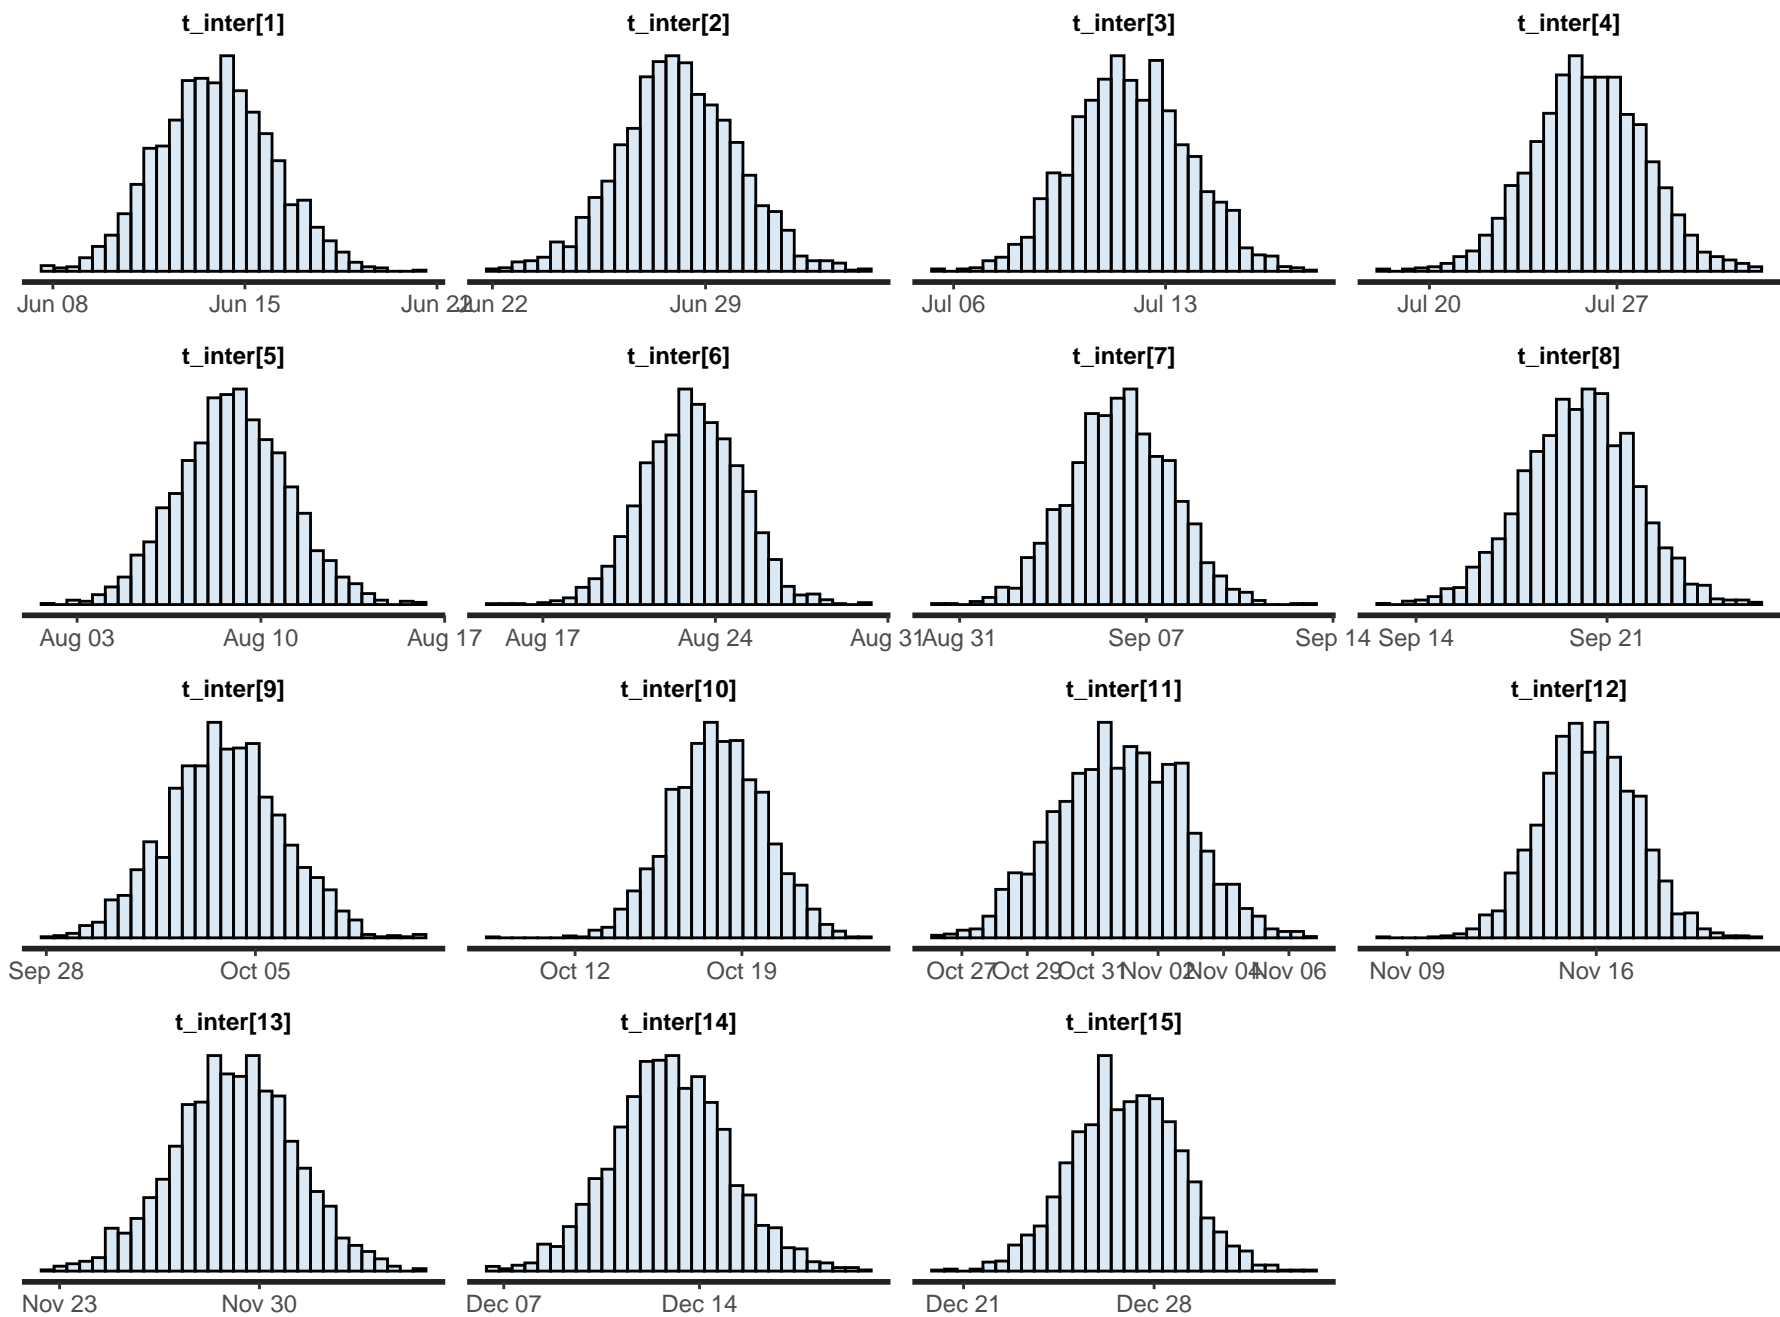 t_inter[1] t_inter[2] t_inter[3] t_inter[4]
Jun 08 Jun 15 Jun 22 Jun 22 Jun 29 Jul 06 Jul 13 Jul 20 Jul 27
t_inter[5] t_inter[6] t_inter[7] t_inter[8]
Aug 03 Aug 10 Aug 17 Aug 17 Aug 24 Aug 31 Aug 31 Sep 07 Sep 14 Sep 14 Sep 21
t_inter[9] t_inter[10] t_inter[11] t_inter[12]
Sep 28 Oct 05 Oct 12 Oct 19 Oct 27 Oct 29 Oct 31 Nov 02 Nov 04 Nov 06 Nov 09 Nov 16
t_inter[13] t_inter[14] t_inter[15]
Nov 23 Nov 30 Dec 07 Dec 14 Dec 21 Dec 28